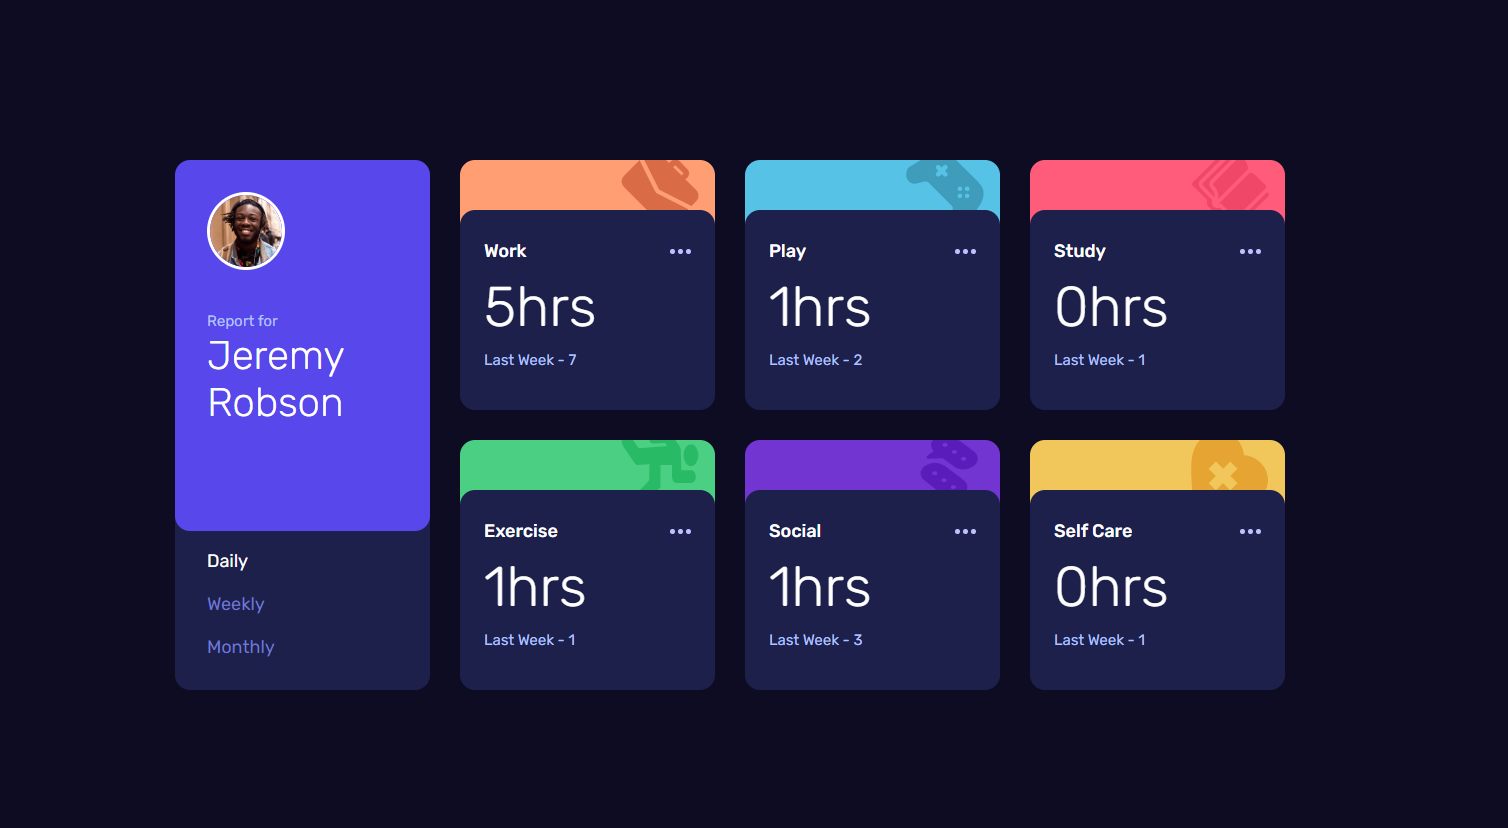 Report for
Jeremy
Robson
Daily
Weekly
Monthly
Work
5hrs
Last Week - 7
Play
1hrs
Last Week - 2
Study
0hrs
Last Week - 1
Exercise
1hrs
Last Week - 1
Social
1hrs
Last Week - 3
Self Care
0hrs
Last Week - 1